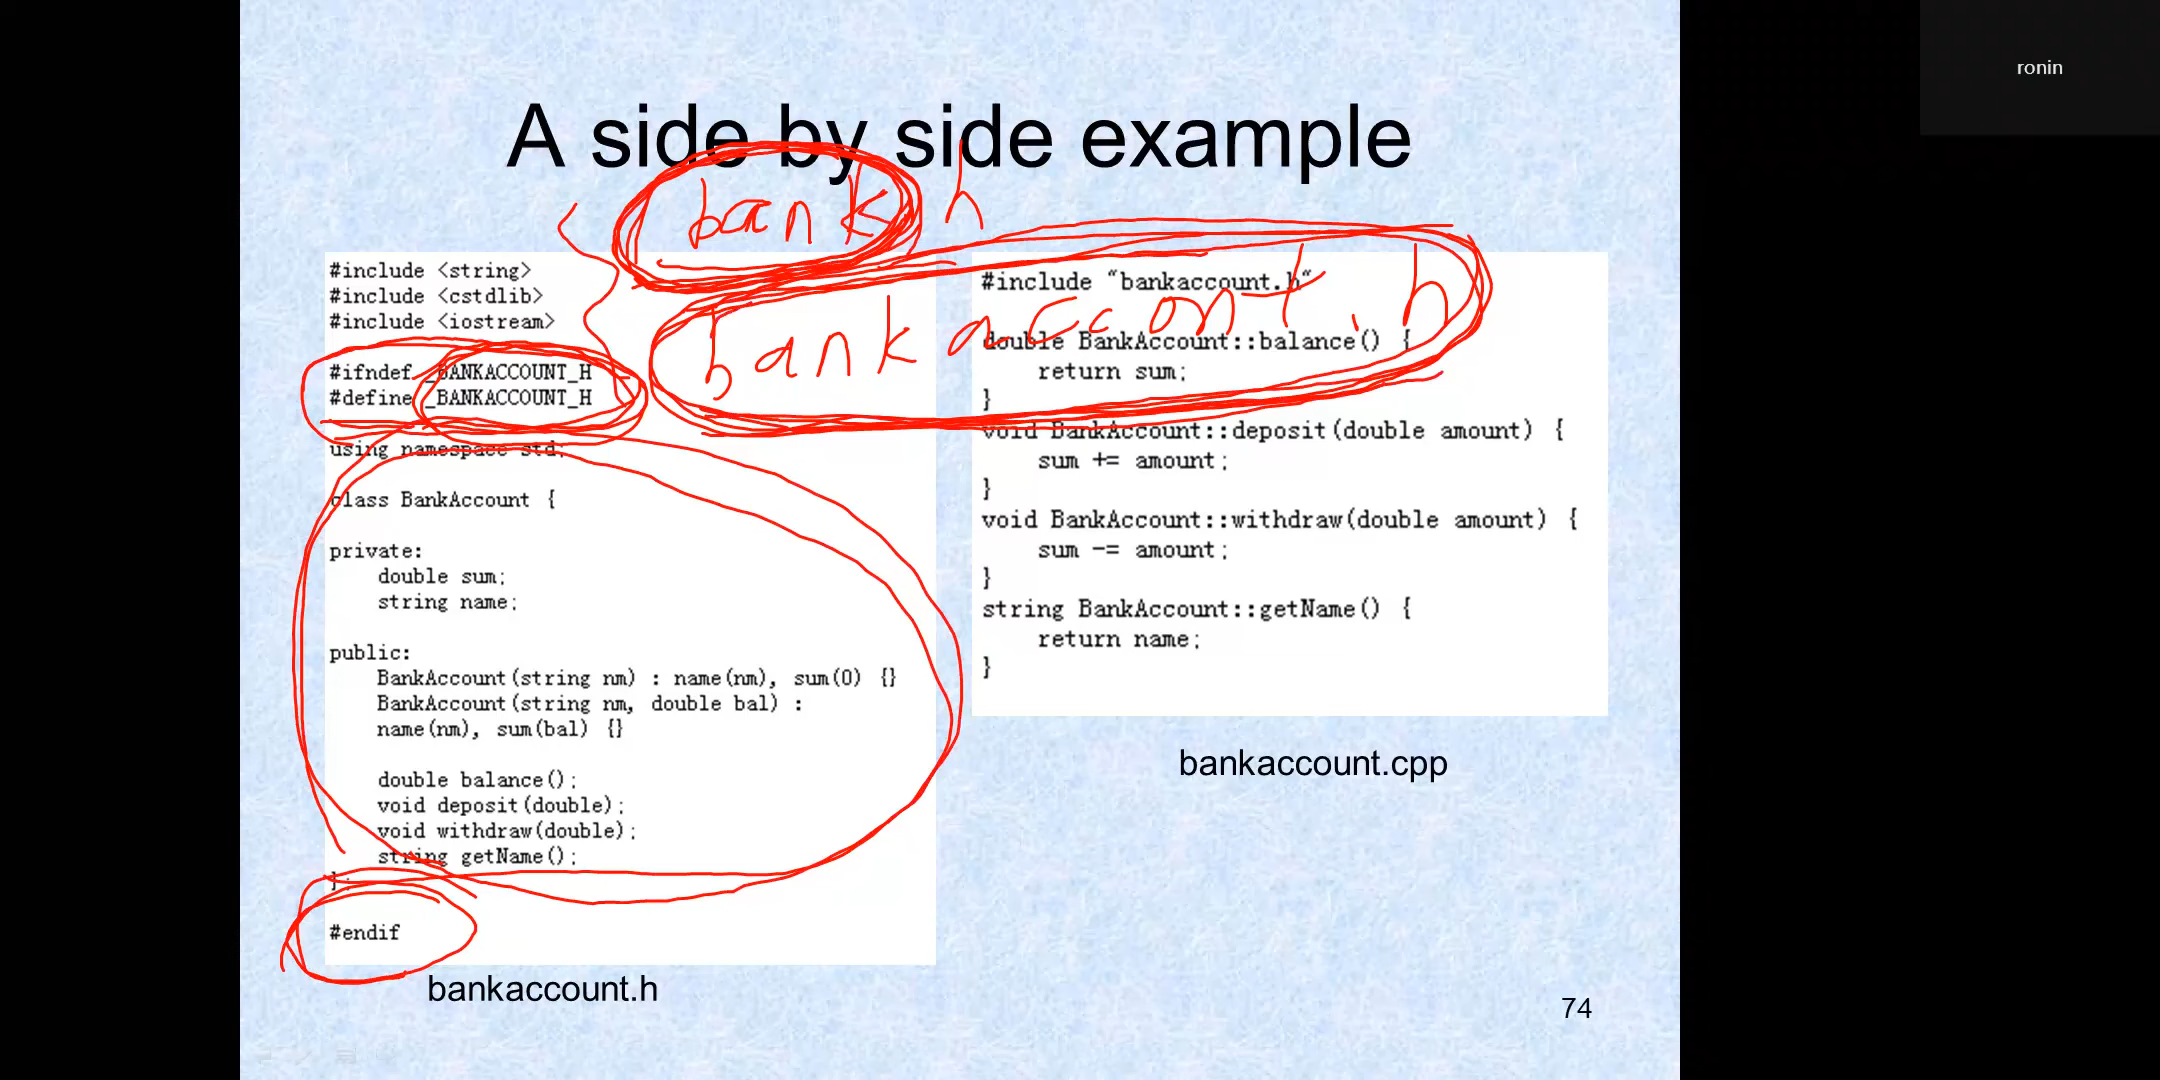 ronin
A side by side example
bank h
bankaccont.h
#include <string>
#include <cstdlib>
#include <iostream>
#ifndef _BANKACCOUNT_H
#define _BANKACCOUNT_H
using namespace std;
class BankAccount {
private:
double sum;
string name;
public:
BankAccount(string nm) : name(nm), sum(0) {}
BankAccount(string nm, double bal) :
name(nm), sum(bal) {}
double balance();
void deposit(double);
void withdraw(double);
string getName();
};
#endif
bankaccount.h
#include “bankaccount.h“
double BankAccount::balance() {
return sum;
}
void BankAccount::deposit(double amount) {
sum += amount;
}
void BankAccount::withdraw(double amount) {
sum -= amount;
}
string BankAccount::getName() {
return name;
}
bankaccount.cpp
74